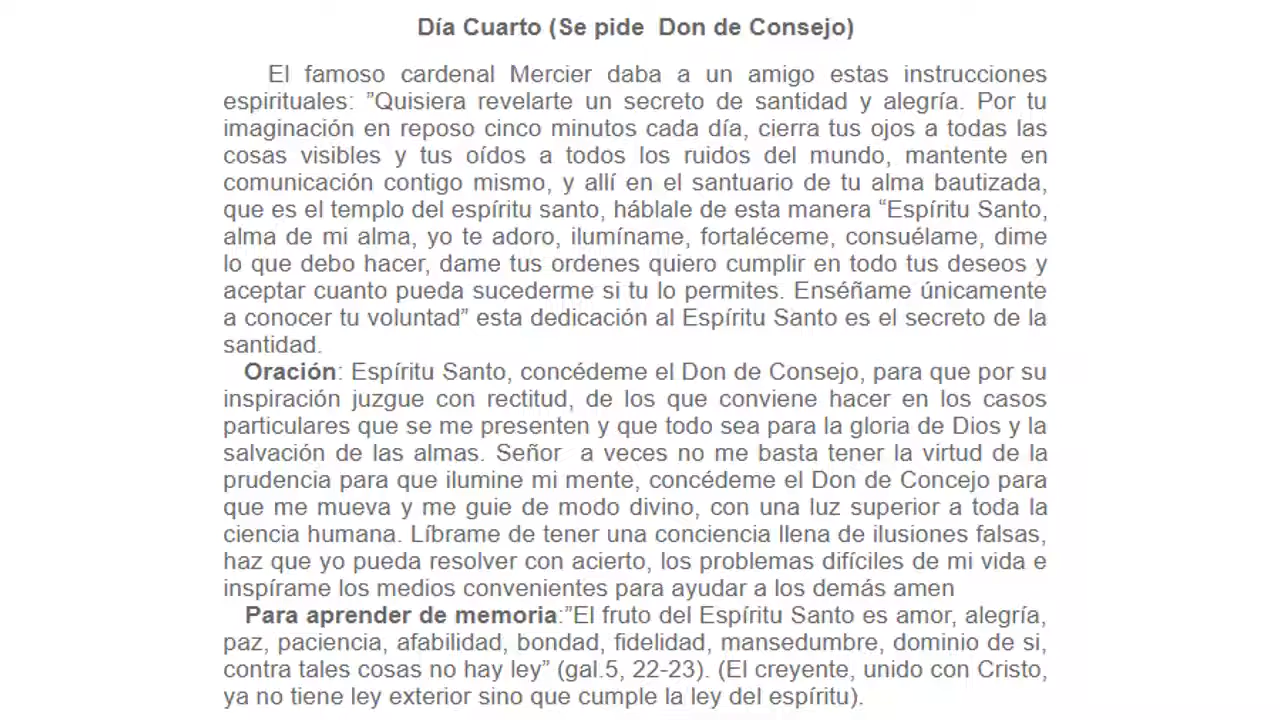 Día Cuarto (Se pide  Don de Consejo)
El famoso cardenal Mercier daba a un amigo estas instrucciones
espirituales: ”Quisiera revelarte un secreto de santidad y alegría. Por tu
imaginación en reposo cinco minutos cada día, cierra tus ojos a todas las
cosas visibles y tus oídos a todos los ruidos del mundo, mantente en
comunicación contigo mismo, y allí en el santuario de tu alma bautizada,
que es el templo del espíritu santo, háblale de esta manera “Espíritu Santo,
alma de mi alma, yo te adoro, ilumíname, fortaléceme, consuélame, dime
lo que debo hacer, dame tus ordenes quiero cumplir en todo tus deseos y
aceptar cuanto pueda sucederme si tu lo permites. Enséñame únicamente
a conocer tu voluntad” esta dedicación al Espíritu Santo es el secreto de la
santidad.
Oración: Espíritu Santo, concédeme el Don de Consejo, para que por su
inspiración juzgue con rectitud, de los que conviene hacer en los casos
particulares que se me presenten y que todo sea para la gloria de Dios y la
salvación de las almas. Señor  a veces no me basta tener la virtud de la
prudencia para que ilumine mi mente, concédeme el Don de Concejo para
que me mueva y me guie de modo divino, con una luz superior a toda la
ciencia humana. Líbrame de tener una conciencia llena de ilusiones falsas,
haz que yo pueda resolver con acierto, los problemas difíciles de mi vida e
inspírame los medios convenientes para ayudar a los demás amen
Para aprender de memoria:”El fruto del Espíritu Santo es amor, alegría,
paz, paciencia, afabilidad, bondad, fidelidad, mansedumbre, dominio de si,
contra tales cosas no hay ley” (gal.5, 22-23). (El creyente, unido con Cristo,
ya no tiene ley exterior sino que cumple la ley del espíritu).